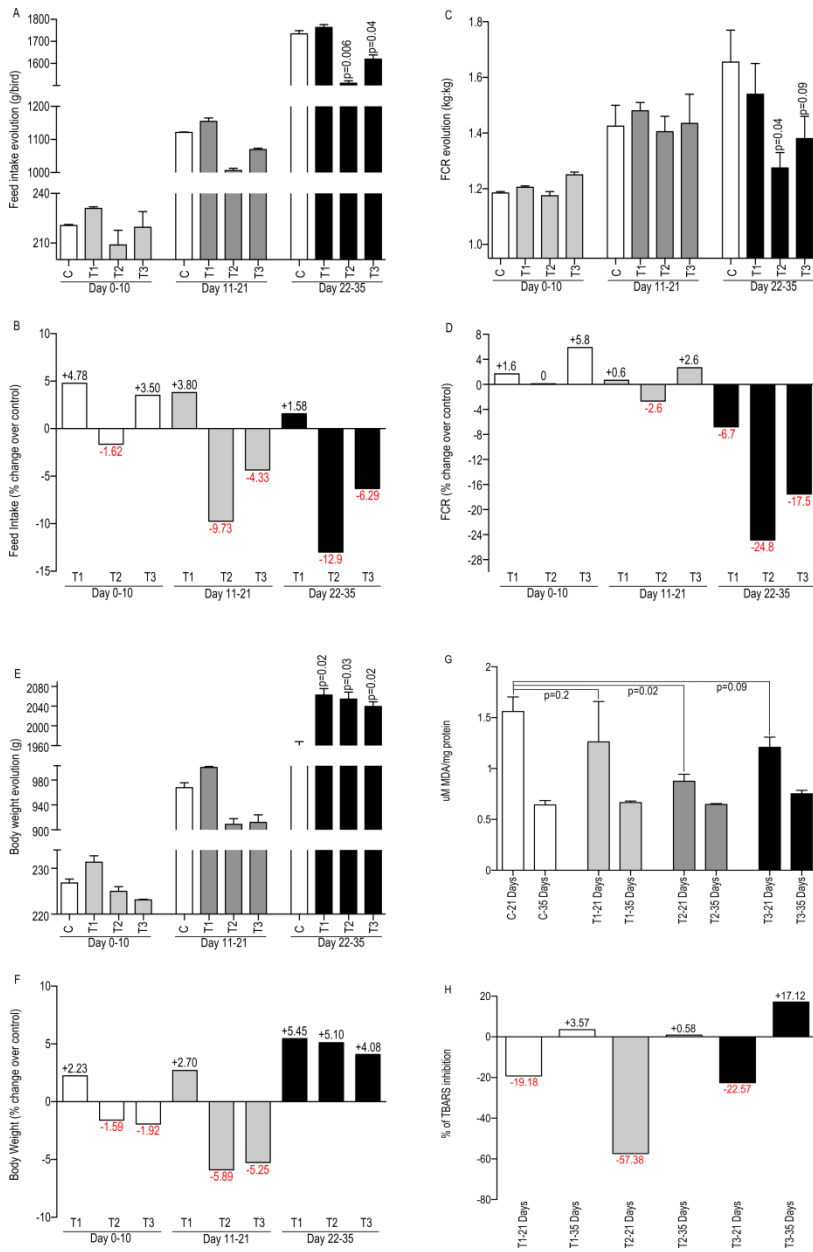 A
Feed intake evolution (g/bird)
1800
1700
1600
1200
1100
1000
240
210
p=0.006
p=0.04
C T1 T2 T3 C T1 T2 T3 C T1 T2 T3
Day 0-10 Day 11-21 Day 22-35
C
FCR evolution (kg:kg)
1.8
1.6
1.4
1.2
1.0
p=0.04
p=0.09
C T1 T2 T3 C T1 T2 T3 C T1 T2 T3
Day 0-10 Day 11-21 Day 22-35
B
Feed Intake (% change over control)
10
5
0
-5
-10
-15
+4.78 -1.62 +3.50 +3.80 -9.73 -4.33 +1.58 -12.9 -6.29
T1 T2 T3 T1 T2 T3 T1 T2 T3
Day 0-10 Day 11-21 Day 22-35
D
FCR (% change over control)
8
4
0
-4
-8
-12
-16
-20
-24
-28
+1.6 0 +5.8 +0.6 -2.6 +2.6 -6.7 -24.8 -17.5
T1 T2 T3 T1 T2 T3 T1 T2 T3
Day 0-10 Day 11-21 Day 22-35
E
Body weight evolution (g)
2080
2040
2000
1960
980
940
900
230
220
p=0.02
p=0.03
p=0.02
C T1 T2 T3 C T1 T2 T3 C T1 T2 T3
Day 0-10 Day 11-21 Day 22-35
G
uM MDA/mg protein
2
1.5
1
0.5
0
p=0.2
p=0.02
p=0.09
C-21 Days
C-35 Days
T1-21 Days
T1-35 Days
T2-21 Days
T2-35 Days
T3-21 Days
T3-35 Days
F
Body Weight (% change over control)
10
5
0
-5
-10
+2.23 -1.59 -1.92 +2.70 -5.89 -5.25 +5.45 +5.10 +4.08
T1 T2 T3 T1 T2 T3 T1 T2 T3
Day 0-10 Day 11-21 Day 22-35
H
% of TBARS inhibition
20
0
-20
-40
-60
-80
-19.18 +3.57 -57.38 +0.58 -22.57 +17.12
T1-21 Days
T1-35 Days
T2-21 Days
T2-35 Days
T3-21 Days
T3-35 Days